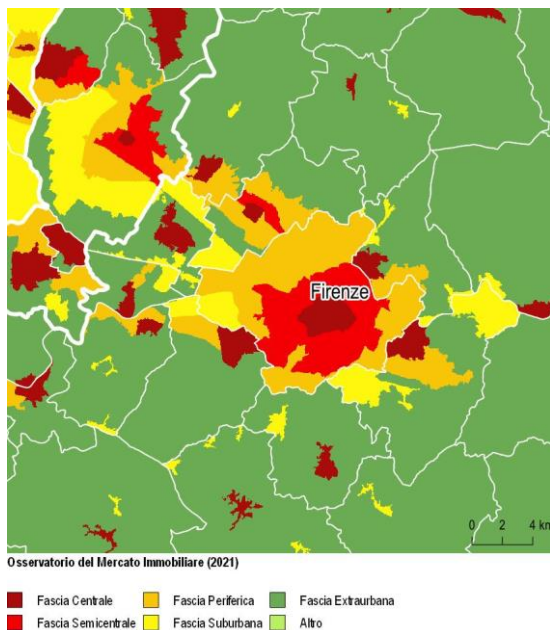 Firenze
0 2 4 km
Osservatorio del Mercato Immobiliare (2021)
Fascia Centrale Fascia Periferica Fascia Extraurbana
Fascia Semicentrale Fascia Suburbana Altro